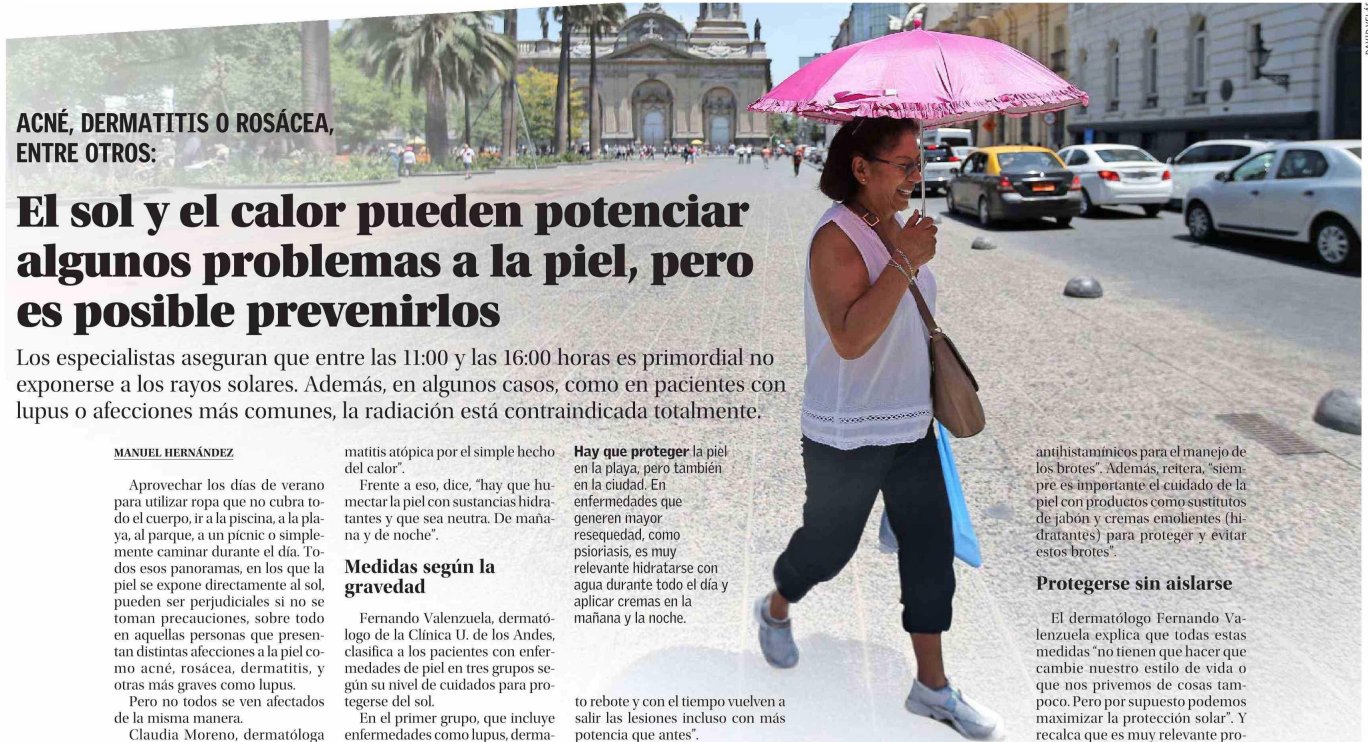 ACNÉ, DERMATITIS O ROSÁCEA,
ENTRE OTROS:
El sol y el calor pueden potenciar
algunos problemas a la piel, pero
es posible prevenirlos
Los especialistas aseguran que entre las 11:00 y las 16:00 horas es primordial no
exponerse a los rayos solares. Además, en algunos casos, como en pacientes con
lupus o afecciones más comunes, la radiación está contraindicada totalmente.
MANUEL HERNÁNDEZ
Aprovechar los días de verano
para utilizar ropa que no cubra to-
do el cuerpo, ir a la piscina, a la pla-
ya, al parque, a un pícnic o simple-
mente caminar durante el día. To-
dos esos panoramas, en los que la
piel se expone directamente al sol,
pueden ser perjudiciales si no se
toman precauciones, sobre todo
en aquellas personas que presen-
tan distintas afecciones a la piel co-
mo acné, rosácea, dermatitis, y
otras más graves como lupus.
Pero no todos se ven afectados
de la misma manera.
Claudia Moreno, dermatóloga
matitis atópica por el simple hecho
del calor”.
Frente a eso, dice, “hay que hu-
mectar la piel con sustancias hidra-
tantes y que sea neutra. De maña-
na y de noche”.
Medidas según la
gravedad
Fernando Valenzuela, dermató-
logo de la Clínica U. de los Andes,
clasifica a los pacientes con enfer-
medades de piel en tres grupos se-
gún su nivel de cuidados para pro-
tegerse del sol.
En el primer grupo, que incluye
enfermedades como lupus, derma-
Hay que proteger la piel
en la playa, pero también
en la ciudad. En
enfermedades que
generen mayor
resequedad, como
psioriasis, es muy
relevante hidratarse con
agua durante todo el día y
aplicar cremas en la
mañana y la noche.
to rebote y con el tiempo vuelven a
salir las lesiones incluso con más
potencia que antes”.
antihistamínicos para el manejo de
los brotes”. Además, reitera, “siem-
pre es importante el cuidado de la
piel con productos como sustitutos
de jabón y cremas emolientes (hi-
dratantes) para proteger y evitar
estos brotes”.
Protegerse sin aislarse
El dermatólogo Fernando Va-
lenzuela explica que todas estas
medidas “no tienen que hacer que
cambie nuestro estilo de vida o
que nos privemos de cosas tam-
poco. Pero por supuesto podemos
maximizar la protección solar”. Y
recalca que es muy relevante pro-